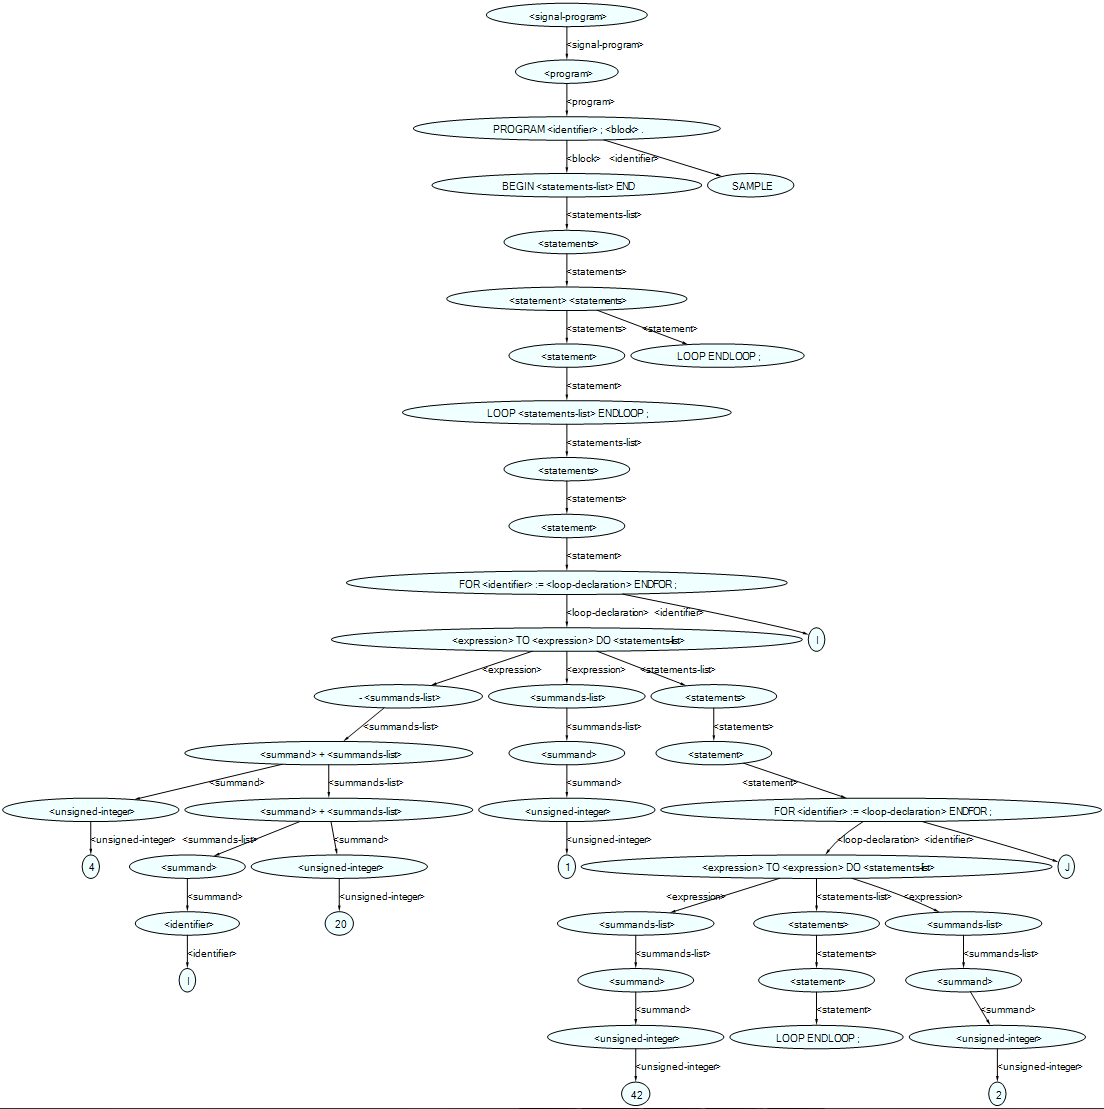 <signal-program>
<signal-program>
<program>
<program>
PROGRAM <identifier> ; <block> .
<block> <identifier>
BEGIN <statements-list> END SAMPLE
<statements-list>
<statements>
<statements>
<statement> <statements>
<statements> <statement>
<statement> LOOP ENDLOOP ;
<statement>
LOOP <statements-list> ENDLOOP ;
<statements-list>
<statements>
<statements>
<statement>
<statement>
FOR <identifier> := <loop-declaration> ENDFOR ;
<loop-declaration> <identifier>
<expression> TO <expression> DO <statements-list> I
<expression> <expression> <statements-list>
- <summands-list> <summands-list> <statements>
<summands-list> <summands-list> <statements>
<summand> + <summands-list> <summand> <statement>
<summand> <summands-list> <summand> <statement>
<unsigned-integer> <summand> + <summands-list> <unsigned-integer> FOR <identifier> := <loop-declaration> ENDFOR ;
<unsigned-integer> <summands-list> <summand> <unsigned-integer> <loop-declaration> <identifier>
4 <summand> <unsigned-integer> 1 <expression> TO <expression> DO <statements-list> J
<summand> <unsigned-integer> <expression> <statements-list> <expression>
<identifier> 20 <summands-list> <statements> <summands-list>
<identifier> <summands-list> <statements> <summands-list>
I <summand> <statement> <summand>
<summand> <statement> <summand>
<unsigned-integer> LOOP ENDLOOP ; <unsigned-integer>
<unsigned-integer> <unsigned-integer>
42 2